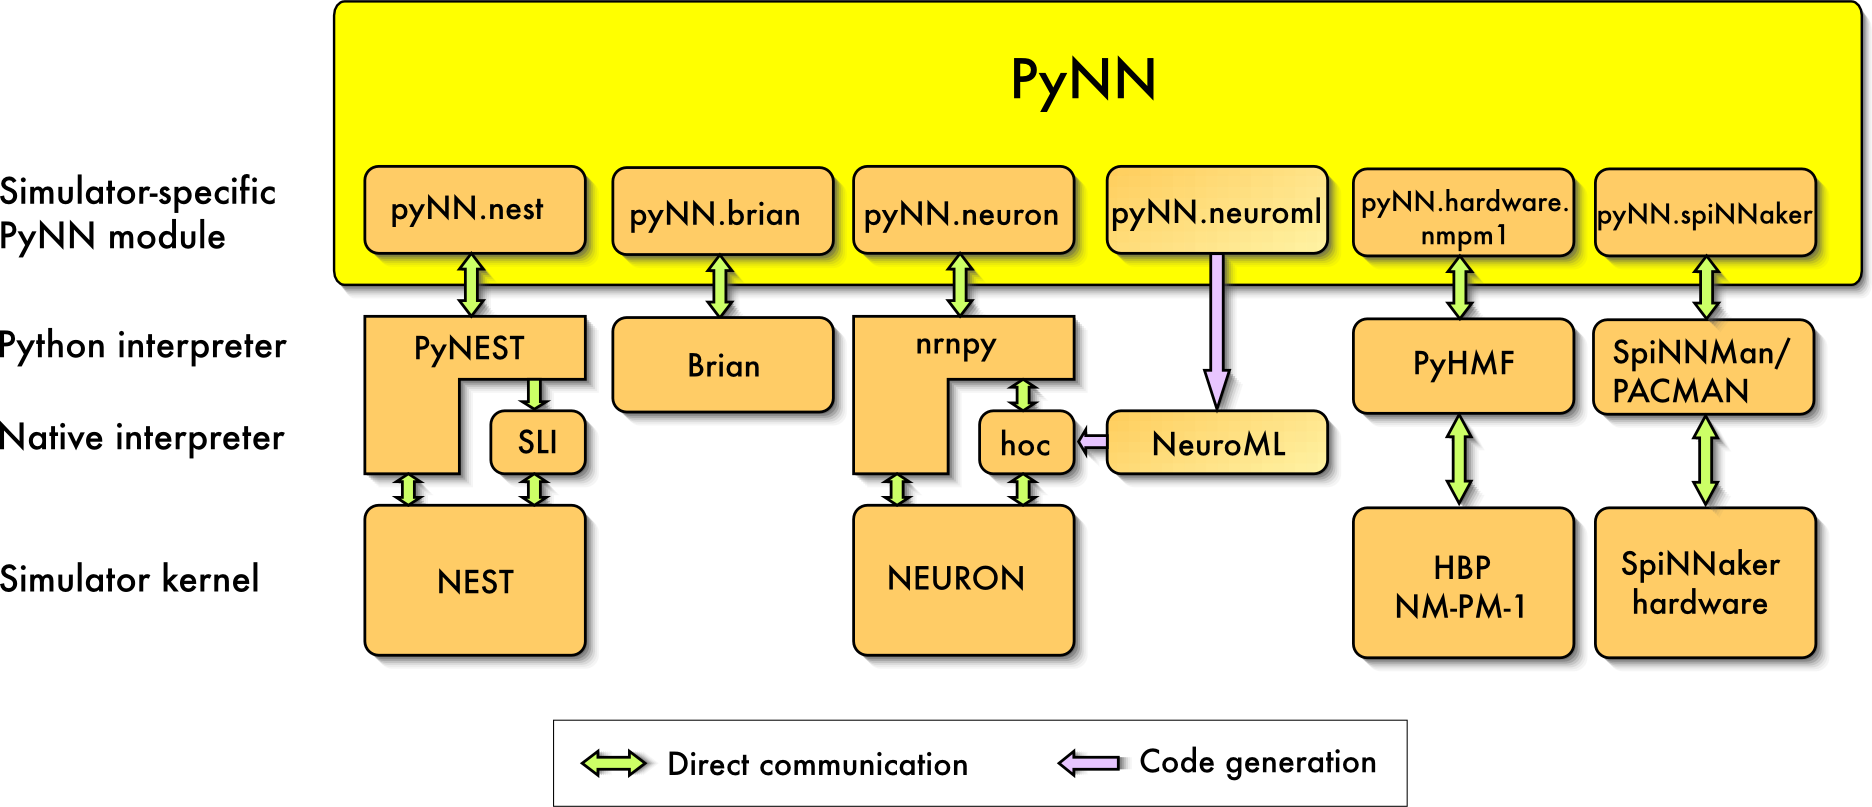 PyNN
Simulator-specific
PyNN module
pyNN.nest
pyNN.brian
pyNN.neuron
pyNN.neuroml
pyNN.hardware.
nmpm1
pyNN.spiNNaker
Python interpreter
PyNEST
Brian
nrnpy
PyHMF
SpiNNMan/
PACMAN
Native interpreter
SLI
hoc
NeuroML
Simulator kernel
NEST
NEURON
HBP
NM-PM-1
SpiNNaker
hardware
Direct communication
Code generation